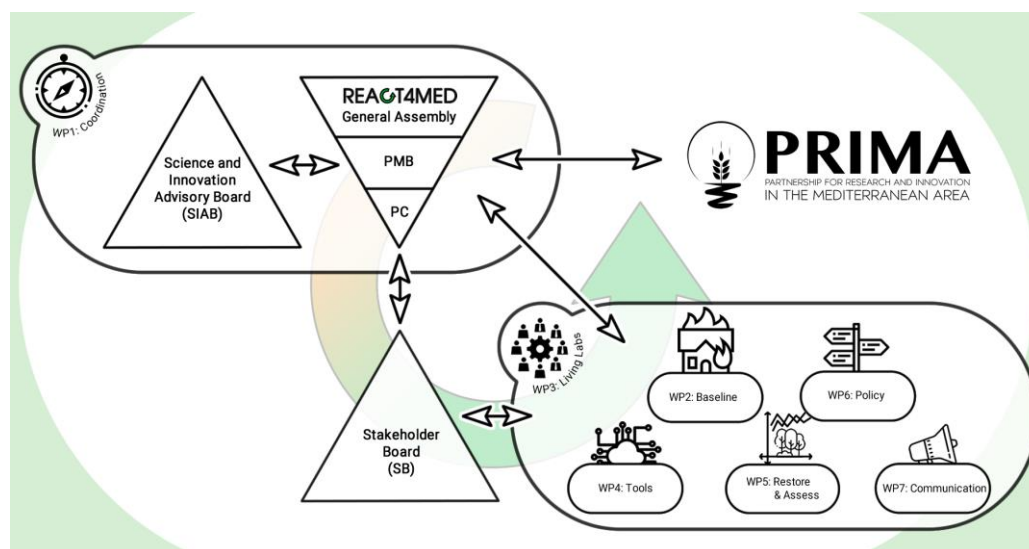 WP1: Coordination
REACT4MED
General Assembly
PMB
PC
Science and
Innovation
Advisory Board
(SIAB)
PRIMA
PARTNERSHIP FOR RESEARCH AND INNOVATION
IN THE MEDITERRANEAN AREA
WP3: Living Labs
WP2: Baseline
WP6: Policy
Stakeholder
Board
(SB)
WP4: Tools
WP5: Restore
& Assess
WP7: Communication